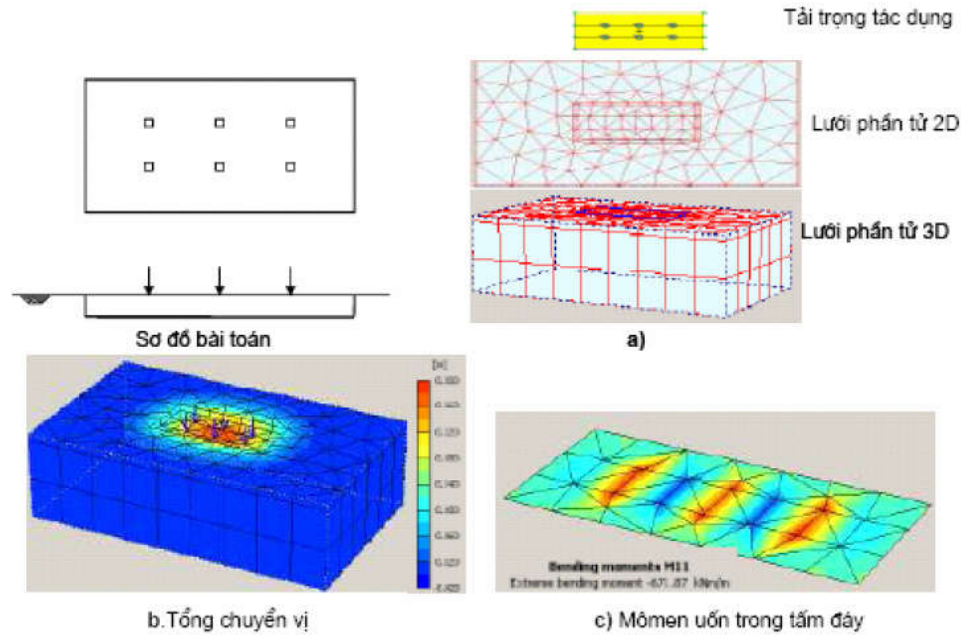 Tải trọng tác dụng
Lưới phần tử 2D
Lưới phần tử 3D
Sơ đồ bài toán
a)
Bending moments M11
Extreme bending moment -671.87 kNm/m
b.Tổng chuyển vị
c) Mômen uốn trong tấm đáy